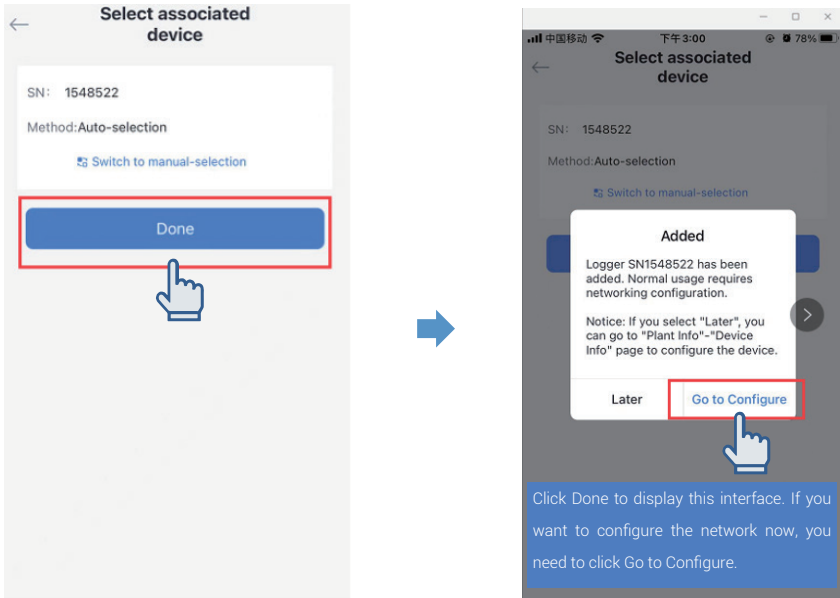 Select associated
device
SN: 1548522
Method:Auto-selection
Switch to manual-selection
Done
中国移动
下午3:00
78%
Select associated
device
SN: 1548522
Method:Auto-selection
Switch to manual-selection
Added
Logger SN1548522 has been
added. Normal usage requires
networking configuration.
Notice: If you select "Later", you
can go to "Plant Info"-"Device
Info" page to configure the device.
Later
Go to Configure
Click Done to display this interface. If you
want to configure the network now, you
need to click Go to Configure.